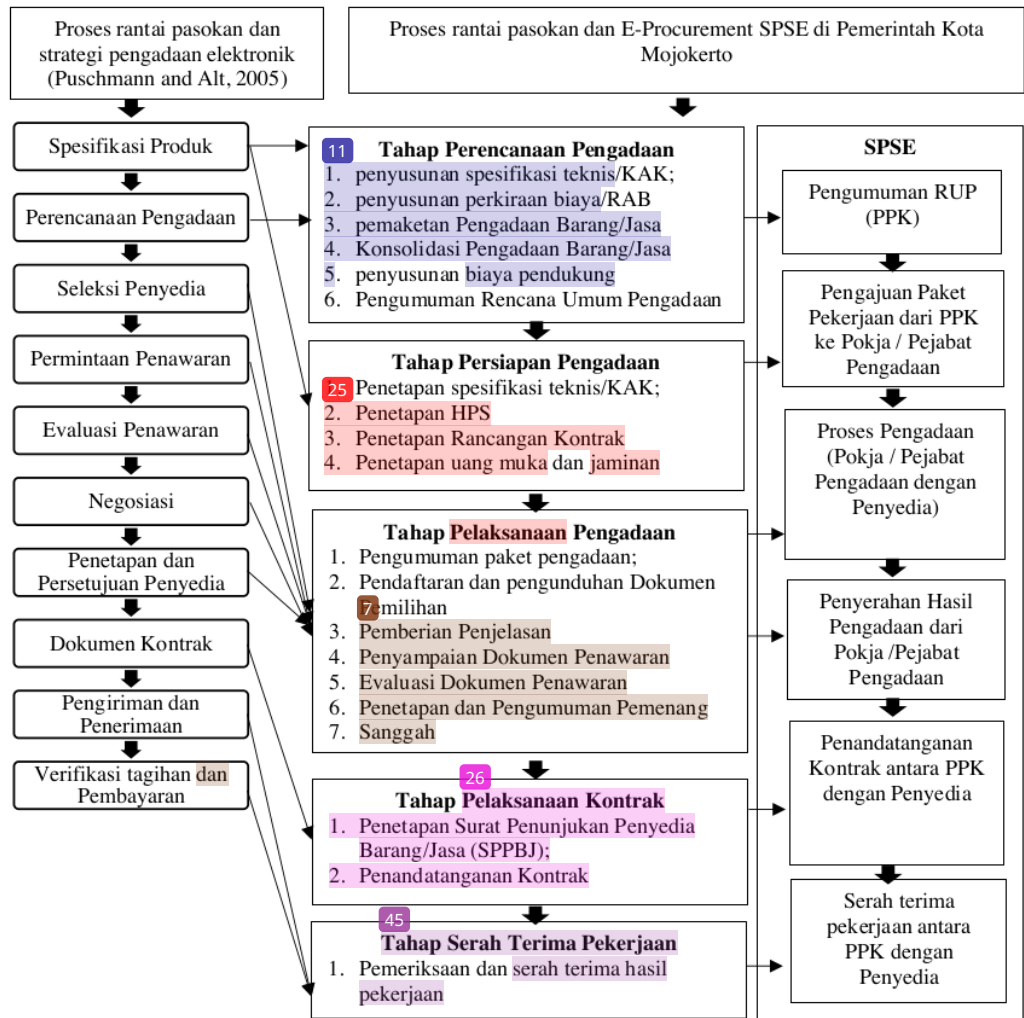 Proses rantai pasokan dan
strategi pengadaan elektronik
(Puschmann and Alt, 2005)
Proses rantai pasokan dan E-Procurement SPSE di Pemerintah Kota
Mojokerto
Spesifikasi Produk
Perencanaan Pengadaan
Seleksi Penyedia
Permintaan Penawaran
Evaluasi Penawaran
Negosiasi
Penetapan dan
Persetujuan Penyedia
Dokumen Kontrak
Pengiriman dan
Penerimaan
Verifikasi tagihan dan
Pembayaran
11
Tahap Perencanaan Pengadaan
1. penyusunan spesifikasi teknis/KAK;
2. penyusunan perkiraan biaya/RAB
3. pemaketan Pengadaan Barang/Jasa
4. Konsolidasi Pengadaan Barang/Jasa
5. penyusunan biaya pendukung
6. Pengumuman Rencana Umum Pengadaan
Tahap Persiapan Pengadaan
25
Penetapan spesifikasi teknis/KAK;
2. Penetapan HPS
3. Penetapan Rancangan Kontrak
4. Penetapan uang muka dan jaminan
Tahap Pelaksanaan Pengadaan
1. Pengumuman paket pengadaan;
2. Pendaftaran dan pengunduhan Dokumen
7
Pemilihan
3. Pemberian Penjelasan
4. Penyampaian Dokumen Penawaran
5. Evaluasi Dokumen Penawaran
6. Penetapan dan Pengumuman Pemenang
7. Sanggah
26
Tahap Pelaksanaan Kontrak
1. Penetapan Surat Penunjukan Penyedia
Barang/Jasa (SPPBJ);
2. Penandatanganan Kontrak
45
Tahap Serah Terima Pekerjaan
1. Pemeriksaan dan serah terima hasil
pekerjaan
SPSE
Pengumuman RUP
(PPK)
Pengajuan Paket
Pekerjaan dari PPK
ke Pokja / Pejabat
Pengadaan
Proses Pengadaan
(Pokja / Pejabat
Pengadaan dengan
Penyedia)
Penyerahan Hasil
Pengadaan dari
Pokja /Pejabat
Pengadaan
Penandatanganan
Kontrak antara PPK
dengan Penyedia
Serah terima
pekerjaan antara
PPK dengan
Penyedia